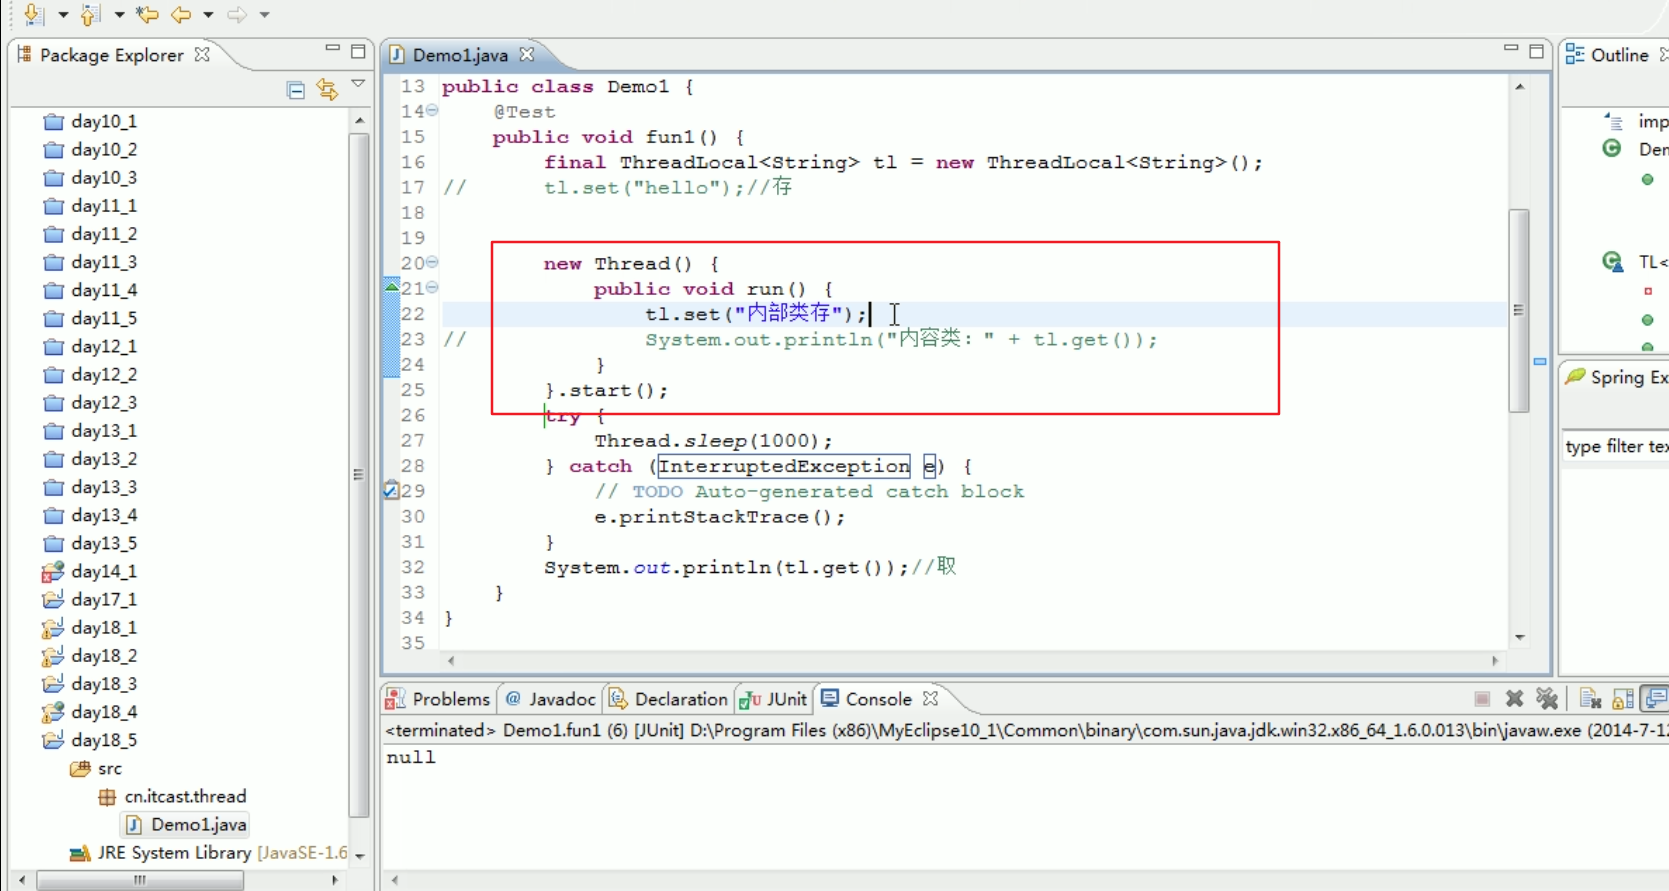 Package Explorer
day10_1
day10_2
day10_3
day11_1
day11_2
day11_3
day11_4
day11_5
day12_1
day12_2
day12_3
day13_1
day13_2
day13_3
day13_4
day13_5
day14_1
day17_1
day18_1
day18_2
day18_3
day18_4
day18_5
src
cn.itcast.thread
Demo1.java
JRE System Library [JavaSE-1.6
Demo1.java
13 public class Demo1 {
14 @Test
15 public void fun1() {
16 final ThreadLocal<String> tl = new ThreadLocal<String>();
17 // tl.set("hello");//存
18
19
20 new Thread() {
21 public void run() {
22 tl.set("内部类存");
23 // System.out.println("内容类：" + tl.get());
24 }
25 }.start();
26 try {
27 Thread.sleep(1000);
28 } catch (InterruptedException e) {
29 // TODO Auto-generated catch block
30 e.printStackTrace();
31 }
32 System.out.println(tl.get());//取
33 }
34 }
35
Problems @ Javadoc Declaration JUnit Console
<terminated> Demo1.fun1 (6) [JUnit] D:\Program Files (x86)\MyEclipse10_1\Common\binary\com.sun.java.jdk.win32.x86_64_1.6.0.013\bin\javaw.exe (2014-7-12
null
Outline
imp
Den
TL<
Spring Ex
type filter tex